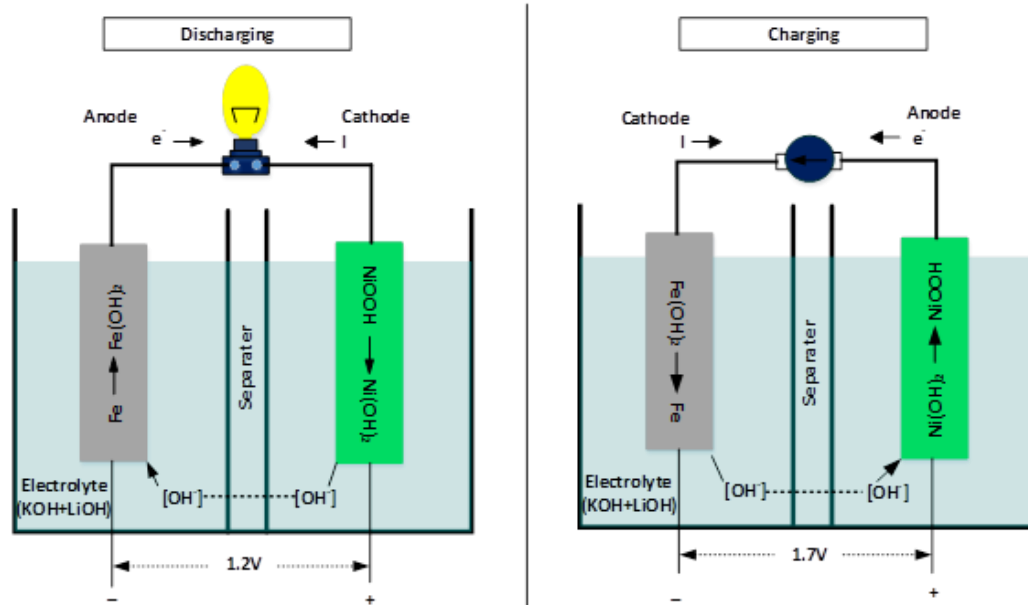 Discharging
Anode
e⁻
Cathode
I
Fe → Fe(OH)₂
Separater
NiOOH → Ni(OH)₂
Electrolyte
(KOH+LiOH)
[OH⁻]
[OH⁻]
1.2V
–
+
Charging
Cathode
I
Anode
e⁻
Fe(OH)₂ → Fe
Separater
Ni(OH)₂ → NiOOH
Electrolyte
(KOH+LiOH)
[OH⁻]
[OH⁻]
1.7V
–
+